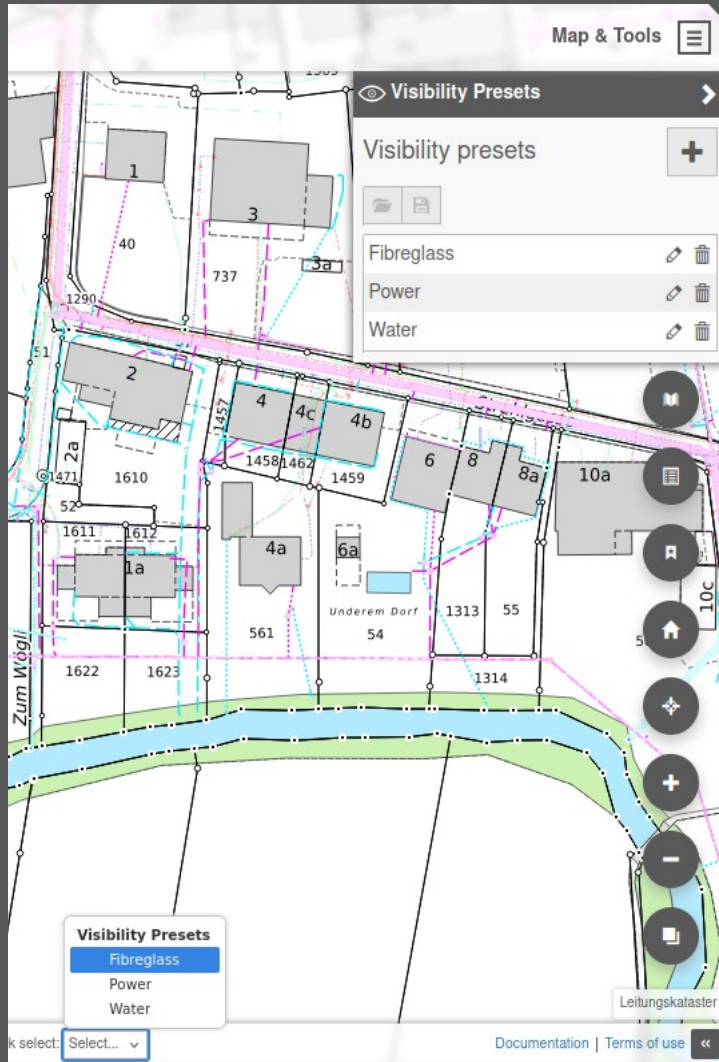 Map & Tools
Visibility Presets
Visibility presets
Fibreglass
Power
Water
1
3
40
737
3a
1290
51
2
1457
4
4c
4b
2a
1471
1610
1458
1462
1459
6
8
8a
10a
52
1611
1612
1a
4a
6a
10c
Underem Dorf
1313
55
561
54
1622
1623
1314
Zum Wögli
Visibility Presets
Fibreglass
Power
Water
Leitungskataster
k select: Select...
Documentation | Terms of use